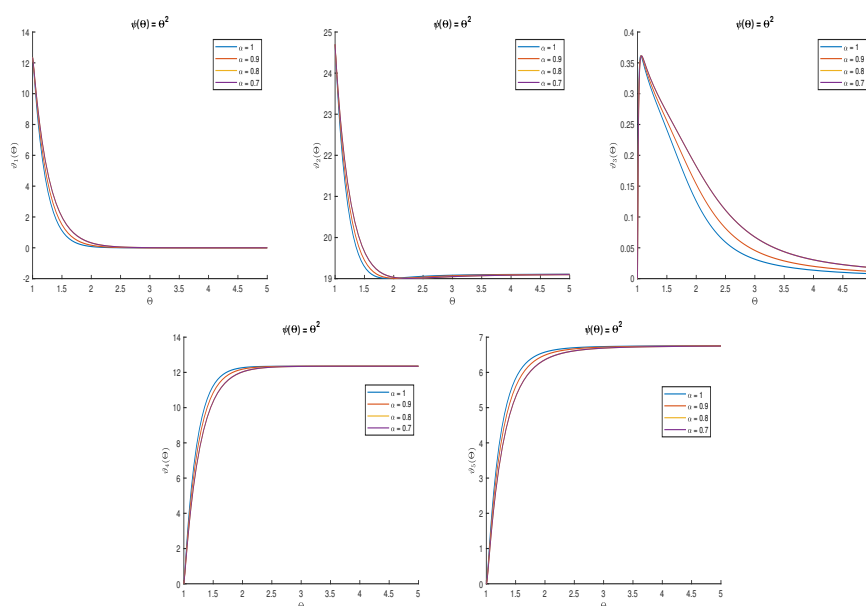 ψ(Θ) = Θ²
14
12
10
8
6
4
2
0
-2
1 1.5 2 2.5 3 3.5 4 4.5 5
ϑ₁(Θ)
Θ
α = 1
α = 0.9
α = 0.8
α = 0.7
ψ(Θ) = Θ²
25
24
23
22
21
20
19
1 1.5 2 2.5 3 3.5 4 4.5 5
ϑ₂(Θ)
Θ
α = 1
α = 0.9
α = 0.8
α = 0.7
ψ(Θ) = Θ²
0.4
0.35
0.3
0.25
0.2
0.15
0.1
0.05
0
1 1.5 2 2.5 3 3.5 4 4.5
ϑ₃(Θ)
Θ
α = 1
α = 0.9
α = 0.8
α = 0.7
ψ(Θ) = Θ²
14
12
10
8
6
4
2
0
1 1.5 2 2.5 3 3.5 4 4.5 5
ϑ₄(Θ)
Θ
α = 1
α = 0.9
α = 0.8
α = 0.7
ψ(Θ) = Θ²
7
6
5
4
3
2
1
0
1 1.5 2 2.5 3 3.5 4 4.5 5
ϑ₅(Θ)
Θ
α = 1
α = 0.9
α = 0.8
α = 0.7